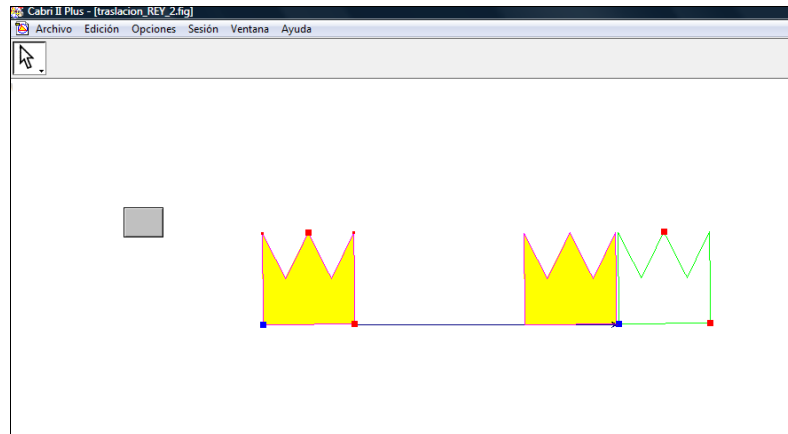 Cabri II Plus - [traslacion_REY_2.fig]
Archivo Edición Opciones Sesión Ventana Ayuda